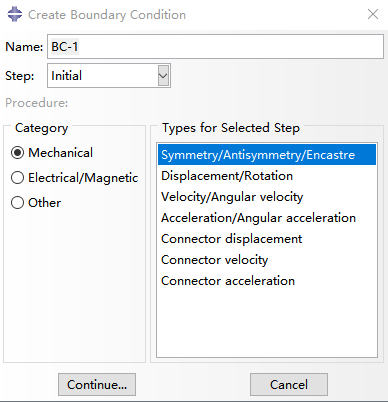 Create Boundary Condition
Name: BC-1
Step: Initial
Procedure:
Category
Mechanical
Electrical/Magnetic
Other
Types for Selected Step
Symmetry/Antisymmetry/Encastre
Displacement/Rotation
Velocity/Angular velocity
Acceleration/Angular acceleration
Connector displacement
Connector velocity
Connector acceleration
Continue...
Cancel